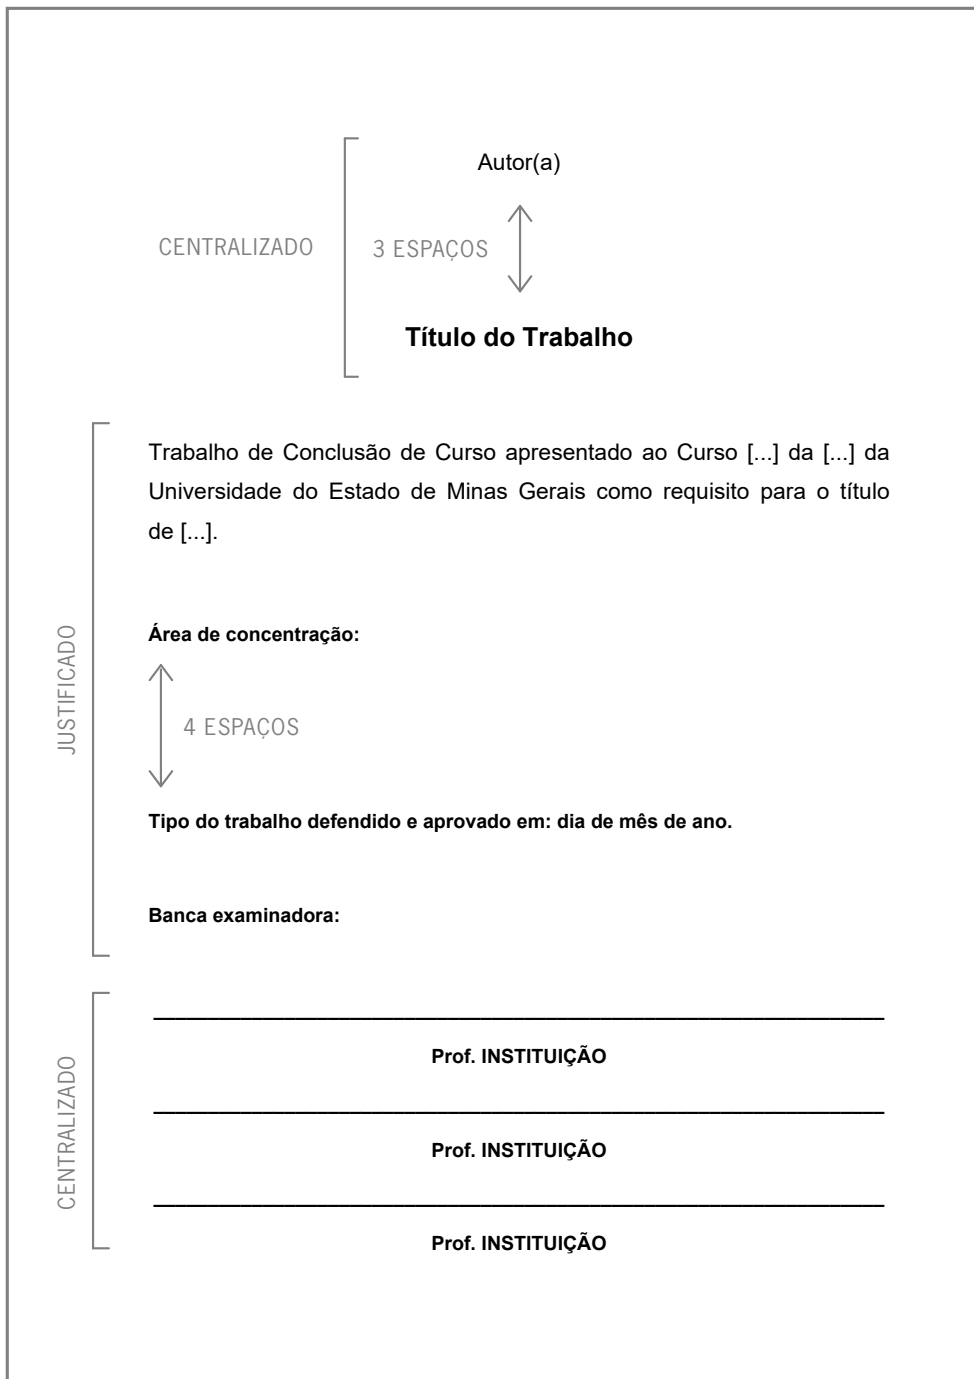 Autor(a)
CENTRALIZADO
3 ESPAÇOS
Título do Trabalho
Trabalho de Conclusão de Curso apresentado ao Curso [...] da [...] da
Universidade do Estado de Minas Gerais como requisito para o título
de [...].
JUSTIFICADO
Área de concentração:
4 ESPAÇOS
Tipo do trabalho defendido e aprovado em: dia de mês de ano.
Banca examinadora:
CENTRALIZADO
Prof. INSTITUIÇÃO
Prof. INSTITUIÇÃO
Prof. INSTITUIÇÃO